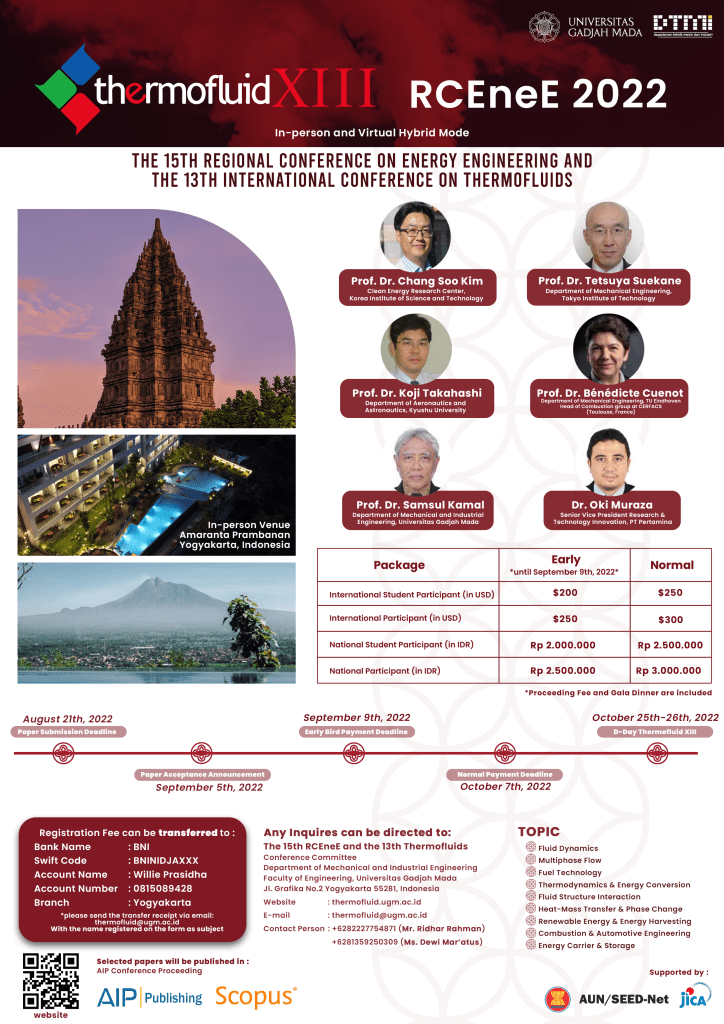 UNIVERSITAS
GADJAH MADA
DTMI
departemen teknik mesin dan industri
thermofluid XIII
RCEneE 2022
In-person and Virtual Hybrid Mode
THE 15TH REGIONAL CONFERENCE ON ENERGY ENGINEERING AND
THE 13TH INTERNATIONAL CONFERENCE ON THERMOFLUIDS
Prof. Dr. Chang Soo Kim
Clean Energy Research Center,
Korea Institute of Science and Technology
Prof. Dr. Tetsuya Suekane
Department of Mechanical Engineering,
Tokyo Institute of Technology
Prof. Dr. Koji Takahashi
Department of Aeronautics and
Astronautics, Kyushu University
Prof. Dr. Bénédicte Cuenot
Department of Mechanical Engineering, TU Eindhoven
Head of Combustion group at CERFACS
(Toulouse, France)
Prof. Dr. Samsul Kamal
Department of Mechanical and Industrial
Engineering, Universitas Gadjah Mada
Dr. Oki Muraza
Senior Vice President Research &
Technology Innovation, PT Pertamina
In-person Venue
Amaranta Prambanan
Yogyakarta, Indonesia
Package
Early
*until September 9th, 2022*
Normal
International Student Participant (in USD)
$200
$250
International Participant (in USD)
$250
$300
National Student Participant (in IDR)
Rp 2.000.000
Rp 2.500.000
National Participant (in IDR)
Rp 2.500.000
Rp 3.000.000
*Proceeding Fee and Gala Dinner are included
August 21th, 2022
Paper Submission Deadline
September 9th, 2022
Early Bird Payment Deadline
October 25th-26th, 2022
D-Day Thermofluid XIII
Paper Acceptance Announcement
September 5th, 2022
Normal Payment Deadline
October 7th, 2022
Registration Fee can be transferred to :
Bank Name : BNI
Swift Code : BNINIDJAXXX
Account Name : Willie Prasidha
Account Number : 0815089428
Branch : Yogyakarta
*please send the transfer receipt via email:
thermofluid@ugm.ac.id
With the name registered on the form as subject
Any Inquires can be directed to:
The 15th RCEneE and the 13th Thermofluids
Conference Committee
Department of Mechanical and Industrial Engineering
Faculty of Engineering, Universitas Gadjah Mada
Jl. Grafika No.2 Yogyakarta 55281, Indonesia
Website : thermofluid.ugm.ac.id
E-mail : thermofluid@ugm.ac.id
Contact Person : +6282227754871 (Mr. Ridhar Rahman)
+6281359250309 (Ms. Dewi Mar'atus)
TOPIC
Fluid Dynamics
Multiphase Flow
Fuel Technology
Thermodynamics & Energy Conversion
Fluid Structure Interaction
Heat-Mass Transfer & Phase Change
Renewable Energy & Energy Harvesting
Combustion & Automotive Engineering
Energy Carrier & Storage
website
Selected papers will be published in :
AIP Conference Proceeding
AIP Publishing
Scopus®
Supported by :
AUN/SEED-Net
jICA